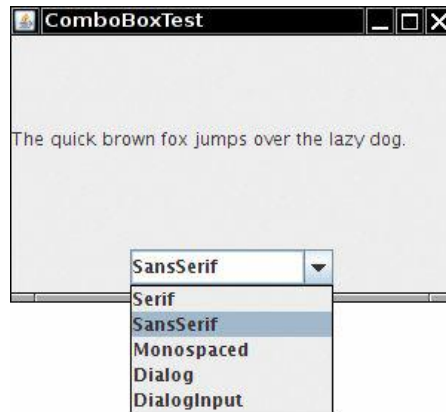 ComboBoxTest
The quick brown fox jumps over the lazy dog.
SansSerif
Serif
SansSerif
Monospaced
Dialog
DialogInput